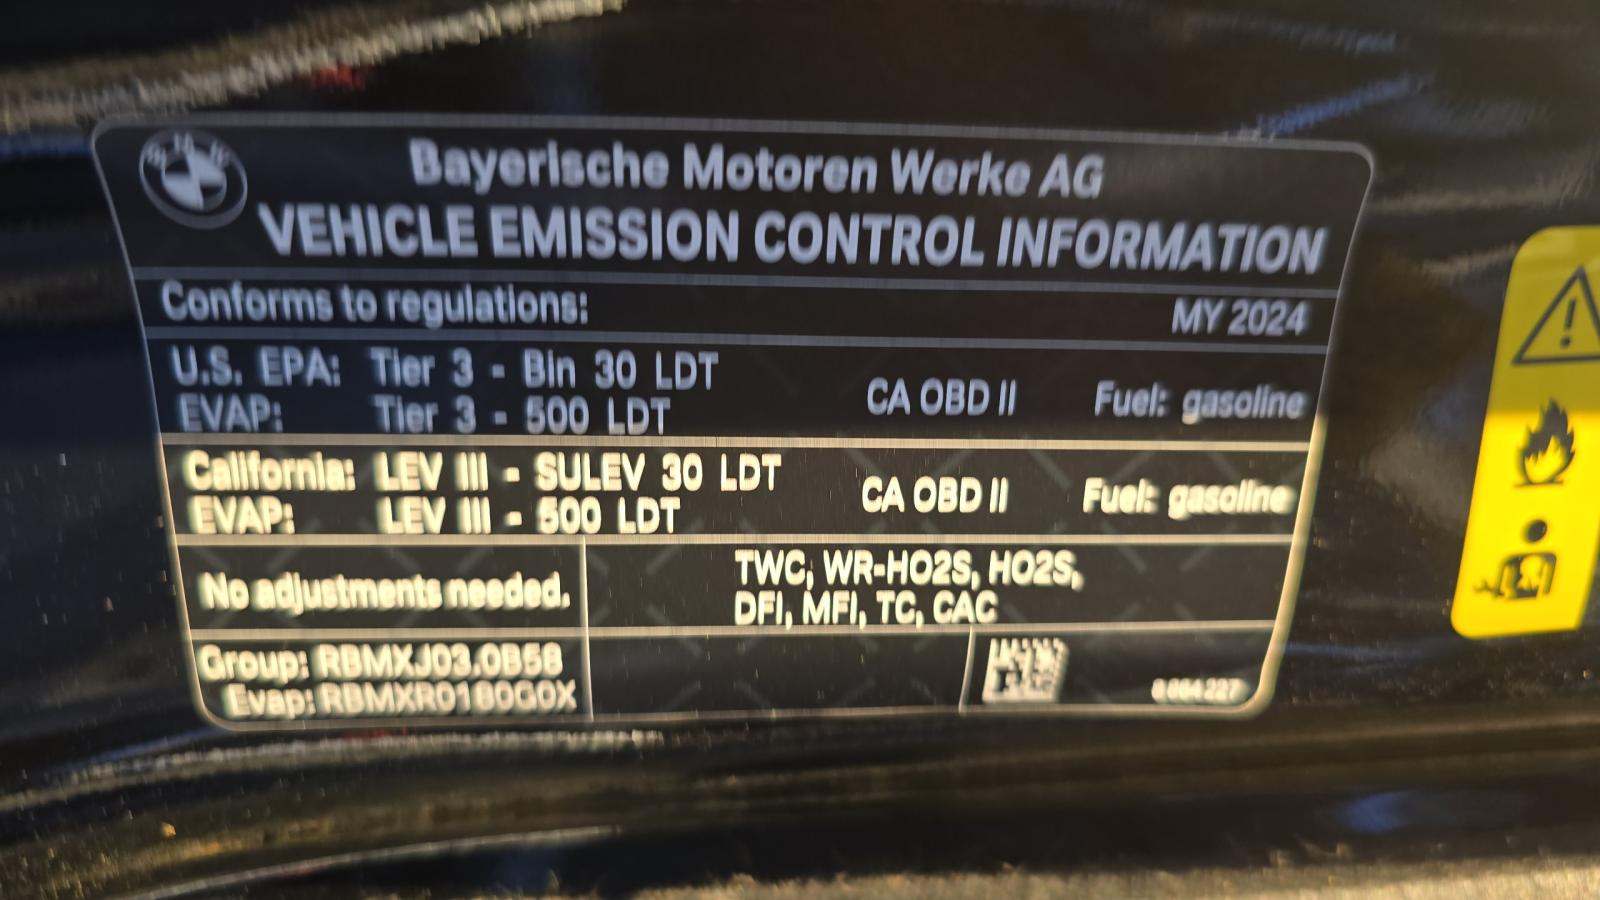 BMW
Bayerische Motoren Werke AG
VEHICLE EMISSION CONTROL INFORMATION
Conforms to regulations: MY 2024
U.S. EPA: Tier 3 - Bin 30 LDT
EVAP: Tier 3 - 500 LDT
CA OBD II Fuel: gasoline
California: LEV III - SULEV 30 LDT
EVAP: LEV III - 500 LDT
CA OBD II Fuel: gasoline
No adjustments needed.
TWC, WR-HO2S, HO2S,
DFI, MFI, TC, CAC
Group: RBMXJ03.0B58
Evap: RBMXR0180G0X